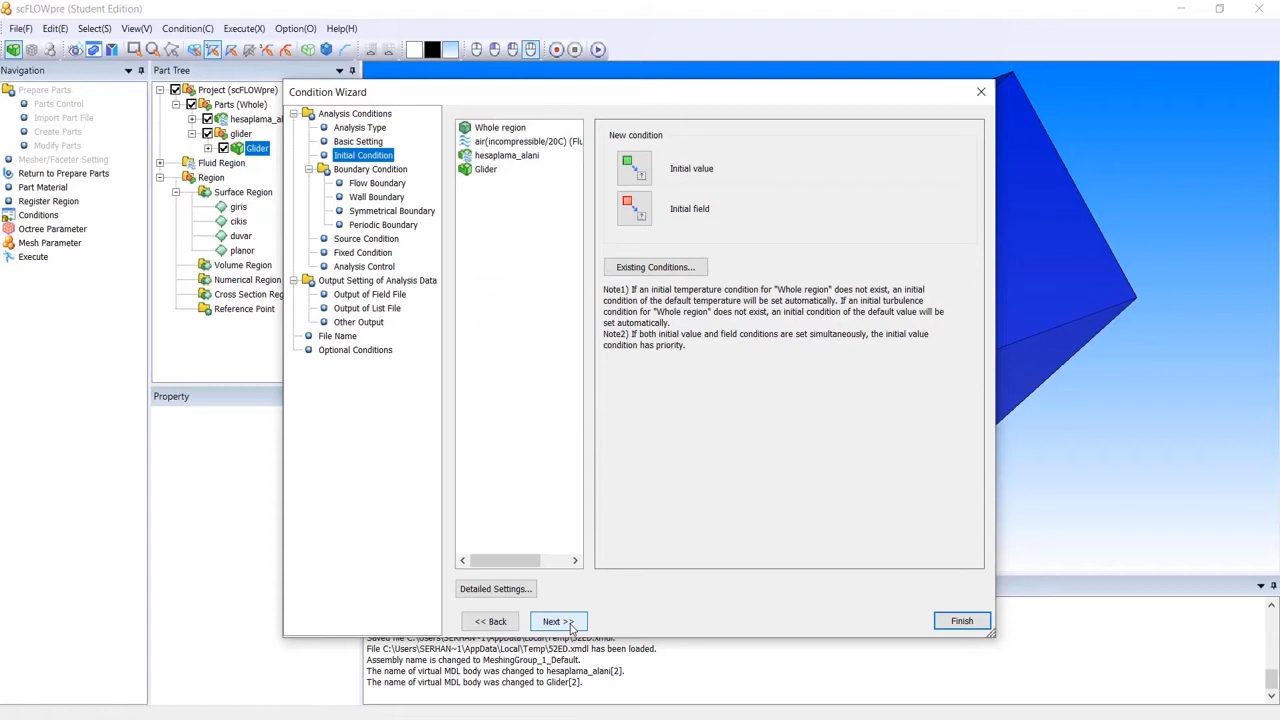 scFLOWpre (Student Edition)
File(F) Edit(E) Select(S) View(V) Condition(C) Execute(X) Option(O) Help(H)
Navigation
Prepare Parts
Parts Control
Import Part File
Create Parts
Modify Parts
Mesher/Faceter Setting
Return to Prepare Parts
Part Material
Register Region
Conditions
Octree Parameter
Mesh Parameter
Execute
Part Tree
Project (scFLOWpre)
Parts (Whole)
hesaplama_al
glider
Glider
Fluid Region
Region
Surface Region
giris
cikis
duvar
planor
Volume Region
Numerical Region
Cross Section Reg
Reference Point
Property
Condition Wizard
Analysis Conditions
Analysis Type
Basic Setting
Initial Condition
Boundary Condition
Flow Boundary
Wall Boundary
Symmetrical Boundary
Periodic Boundary
Source Condition
Fixed Condition
Analysis Control
Output Setting of Analysis Data
Output of Field File
Output of List File
Other Output
File Name
Optional Conditions
Whole region
air(incompressible/20C) (Flu
hesaplama_alani
Glider
New condition
Initial value
Initial field
Existing Conditions...
Note1) If an initial temperature condition for "Whole region" does not exist, an initial
condition of the default temperature will be set automatically. If an initial turbulence
condition for "Whole region" does not exist, an initial condition of the default value will be
set automatically.
Note2) If both initial value and field conditions are set simultaneously, the initial value
condition has priority.
Detailed Settings...
<< Back Next >> Finish
Saved file C:\Users\SERHAN~1\AppData\Local\Temp\52ED.xmdl.
File C:\Users\SERHAN~1\AppData\Local\Temp\52ED.xmdl has been loaded.
Assembly name is changed to MeshingGroup_1_Default.
The name of virtual MDL body was changed to hesaplama_alani[2].
The name of virtual MDL body was changed to Glider[2].